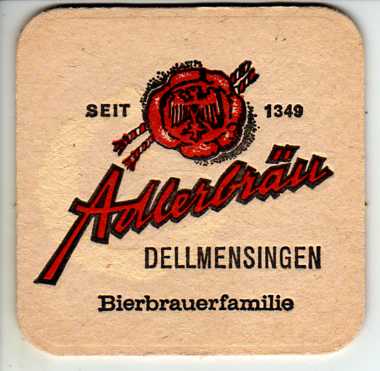 SEIT 1349
Adlerbräu
DELLMENSINGEN
Bierbrauerfamilie